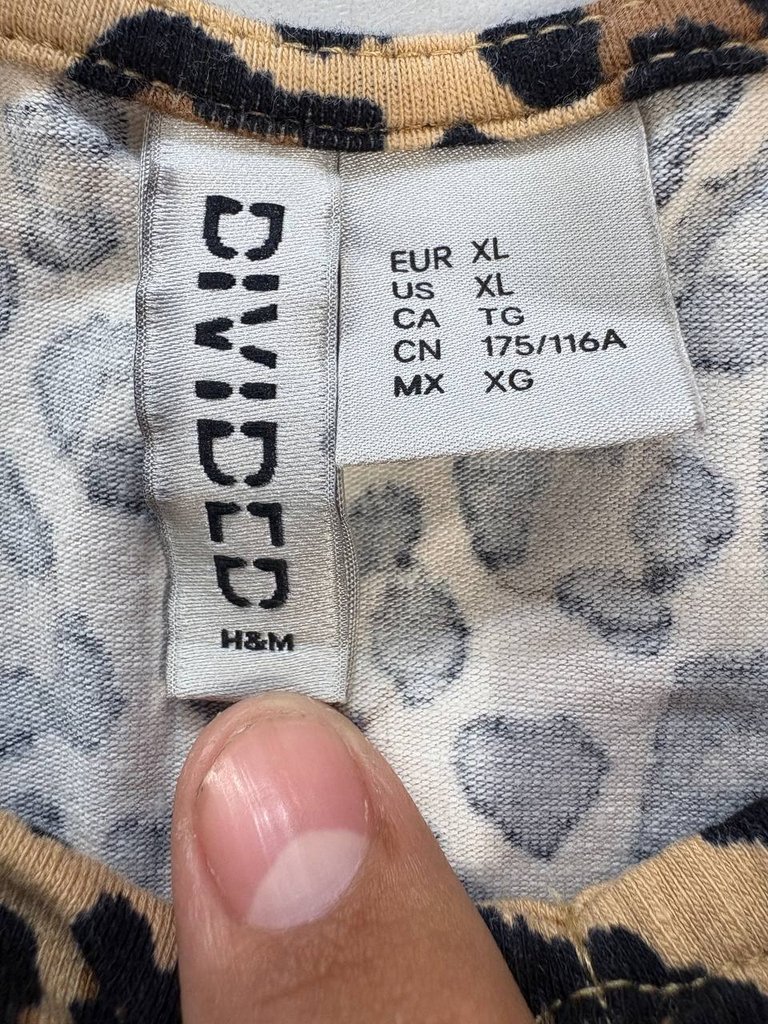 DIVIDED
H&M
EUR XL
US XL
CA TG
CN 175/116A
MX XG